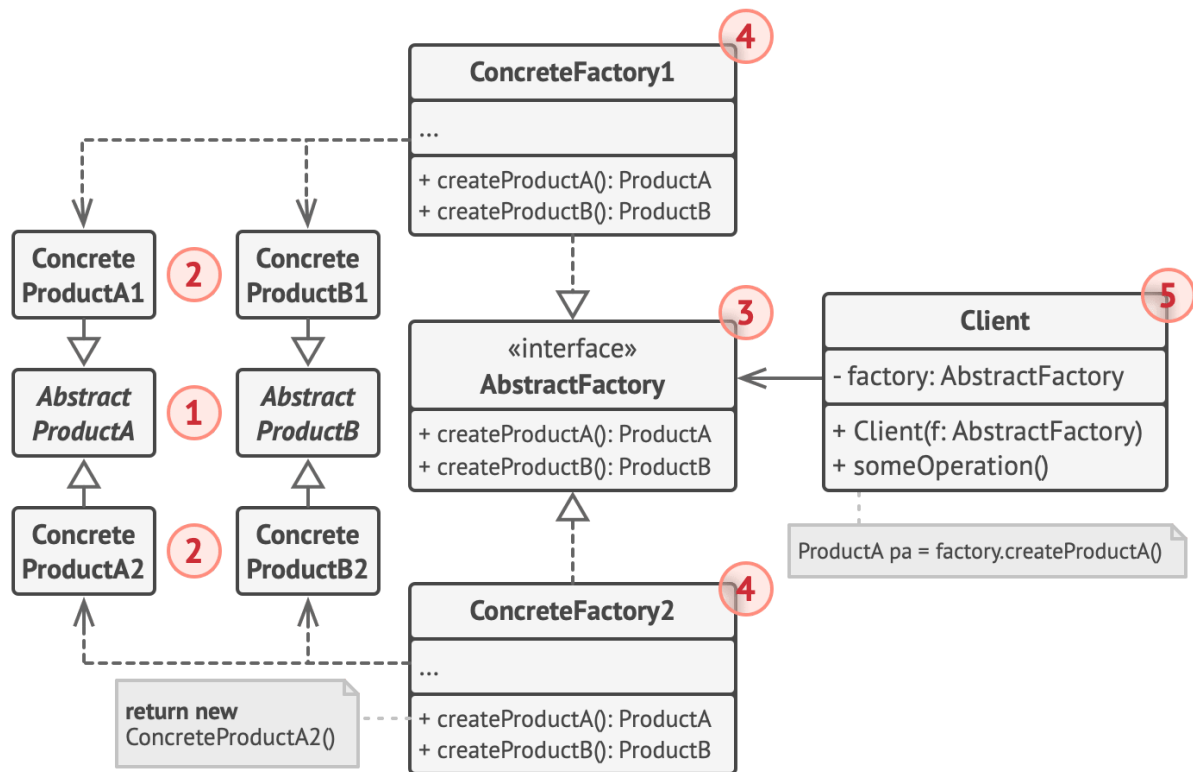 4
ConcreteFactory1
...
+ createProductA(): ProductA
+ createProductB(): ProductB
Concrete
ProductA1
2
Concrete
ProductB1
Abstract
ProductA
1
Abstract
ProductB
Concrete
ProductA2
2
Concrete
ProductB2
3
«interface»
AbstractFactory
+ createProductA(): ProductA
+ createProductB(): ProductB
5
Client
- factory: AbstractFactory
+ Client(f: AbstractFactory)
+ someOperation()
ProductA pa = factory.createProductA()
4
ConcreteFactory2
...
+ createProductA(): ProductA
+ createProductB(): ProductB
return new
ConcreteProductA2()